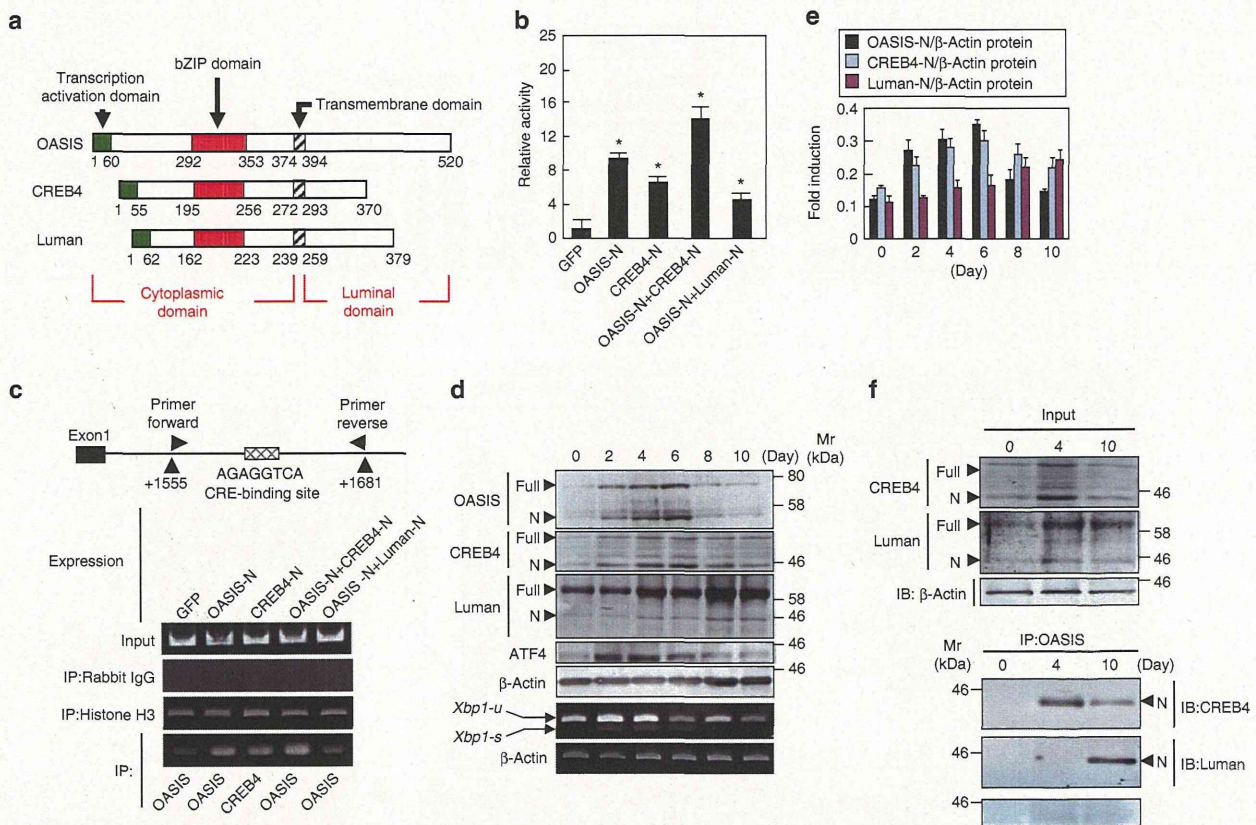 a
Transcription
activation domain
bZIP domain
Transmembrane domain
OASIS
1 60 292 353 374 394 520
CREB4
1 55 195 256 272 293 370
Luman
1 62 162 223 239 259 379
Cytoplasmic
domain
Luminal
domain
b
Relative activity
25
20
16
12
8
4
0
* * * *
GFP
OASIS-N
CREB4-N
OASIS-N+CREB4-N
OASIS-N+Luman-N
e
OASIS-N/β-Actin protein
CREB4-N/β-Actin protein
Luman-N/β-Actin protein
Fold induction
0.4
0.3
0.2
0.1
0
0 2 4 6 8 10
(Day)
c
Primer
forward
Primer
reverse
Exon1
AGAGGTCA
+1555 CRE-binding site +1681
Expression
GFP
OASIS-N
CREB4-N
OASIS-N+CREB4-N
OASIS -N+Luman-N
Input
IP:Rabbit IgG
IP:Histone H3
IP:
OASIS
OASIS
CREB4
OASIS
OASIS
d
Mr
0 2 4 6 8 10 (Day) (kDa)
OASIS
Full
N
80
58
CREB4
Full
N
46
Luman
Full
N
58
46
ATF4
46
46
β-Actin
Xbp1-u
Xbp1-s
β-Actin
f
Input
0 4 10
CREB4
Full
N
46
Luman
Full
N
58
46
IB: β-Actin
46
Mr
(kDa)
IP:OASIS
0 4 10 (Day)
46
N
IB:CREB4
46
N
IB:Luman
46